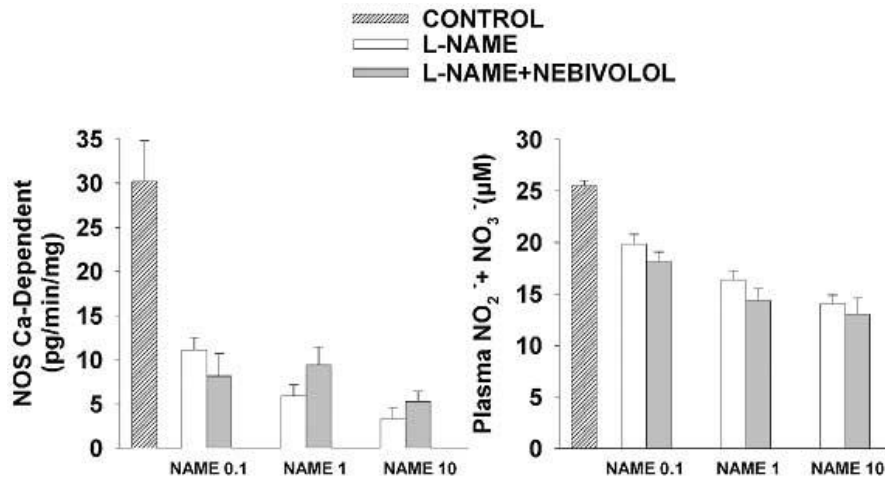 CONTROL
L-NAME
L-NAME+NEBIVOLOL
NOS Ca-Dependent
(pg/min/mg)
35
30
25
20
15
10
5
0
NAME 0.1 NAME 1 NAME 10
Plasma NO₂⁻+ NO₃⁻(µM)
30
25
20
15
10
5
0
NAME 0.1 NAME 1 NAME 10